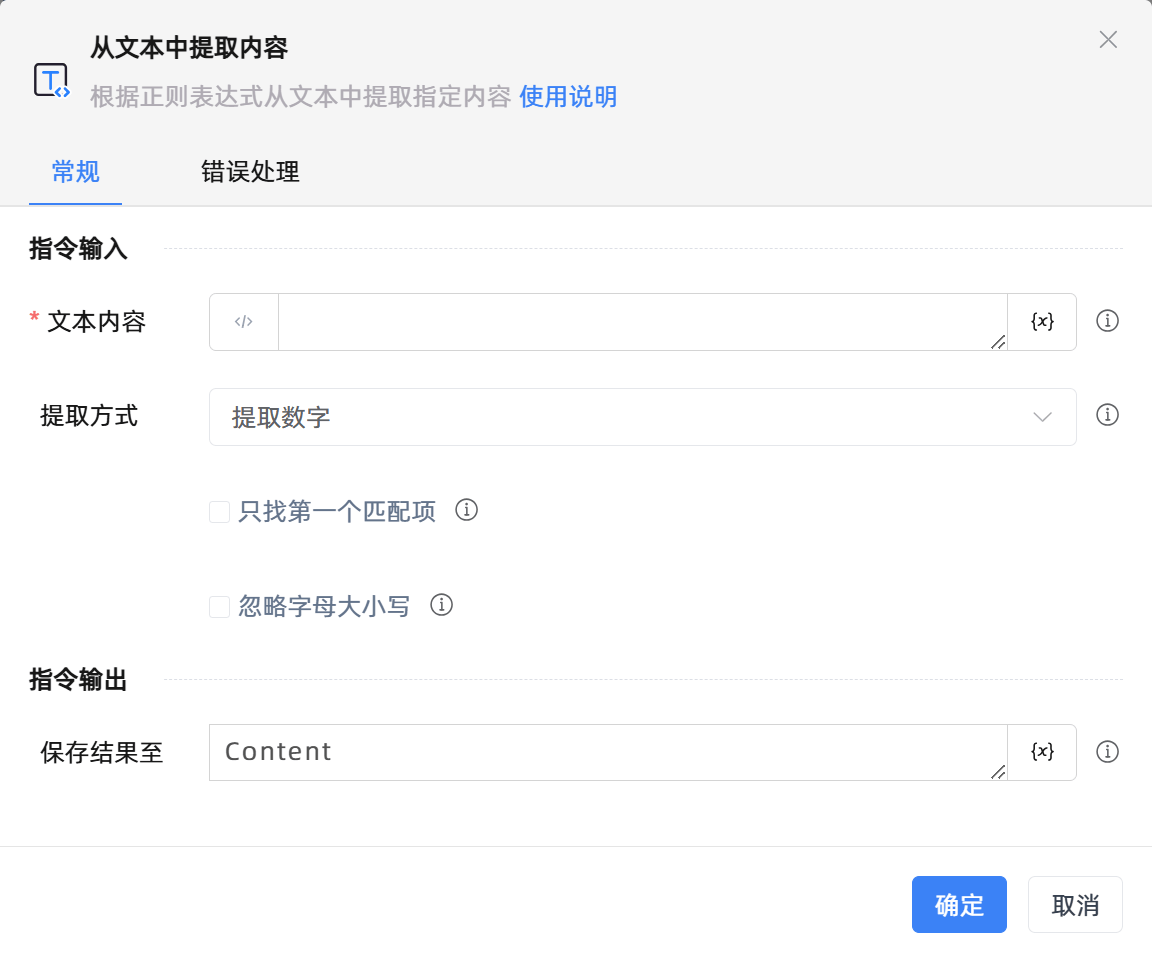 从文本中提取内容
根据正则表达式从文本中提取指定内容 使用说明
常规 错误处理
指令输入
* 文本内容 </> {x}
提取方式 提取数字
只找第一个匹配项
忽略字母大小写
指令输出
保存结果至 Content {x}
确定 取消